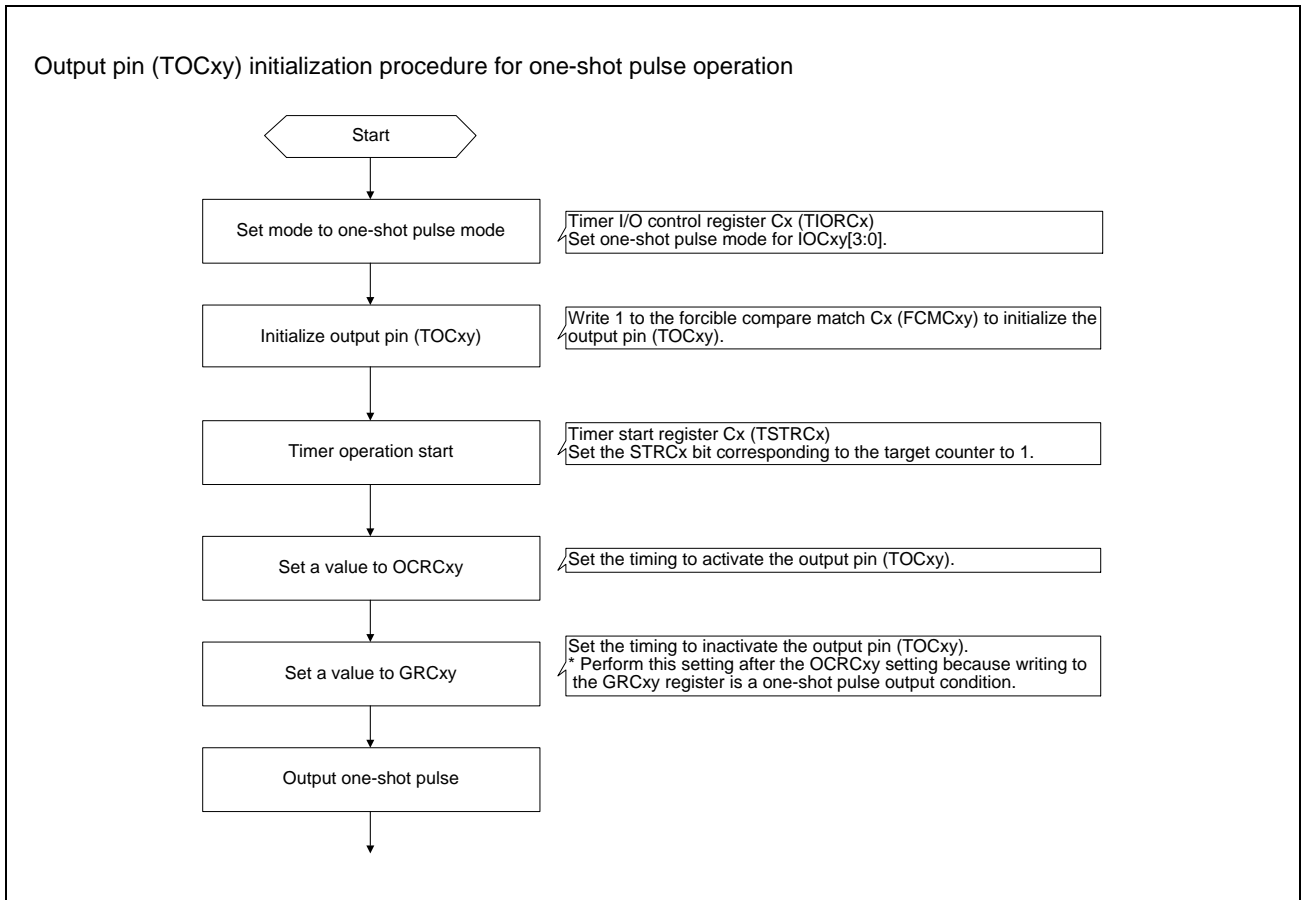 Output pin (TOCxy) initialization procedure for one-shot pulse operation
Start
Set mode to one-shot pulse mode
Timer I/O control register Cx (TIORCx)
Set one-shot pulse mode for IOCxy[3:0].
Initialize output pin (TOCxy)
Write 1 to the forcible compare match Cx (FCMCxy) to initialize the
output pin (TOCxy).
Timer operation start
Timer start register Cx (TSTRCx)
Set the STRCx bit corresponding to the target counter to 1.
Set a value to OCRCxy
Set the timing to activate the output pin (TOCxy).
Set a value to GRCxy
Set the timing to inactivate the output pin (TOCxy).
* Perform this setting after the OCRCxy setting because writing to
the GRCxy register is a one-shot pulse output condition.
Output one-shot pulse